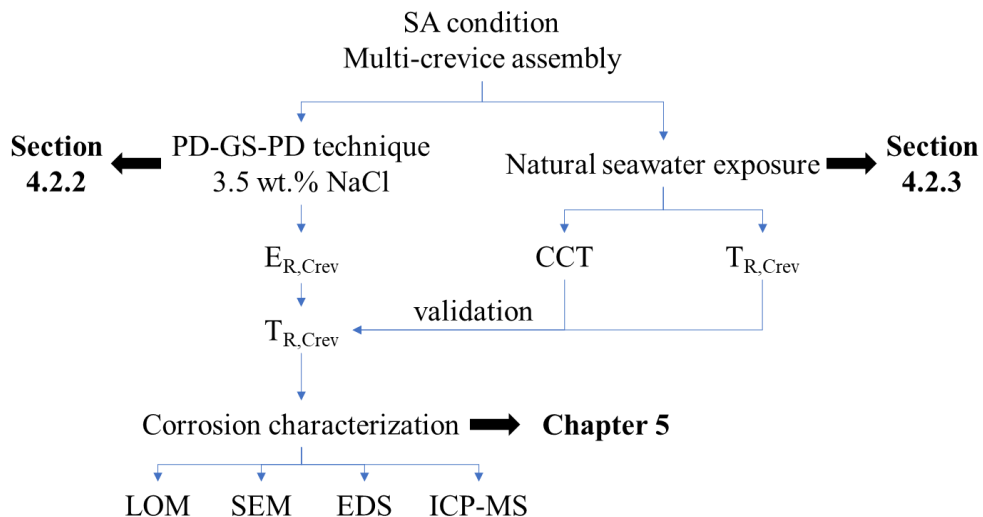 SA condition
Multi-crevice assembly
Section
4.2.2
PD-GS-PD technique
3.5 wt.% NaCl
Natural seawater exposure
Section
4.2.3
E_R,Crev
CCT
T_R,Crev
validation
T_R,Crev
Corrosion characterization
Chapter 5
LOM
SEM
EDS
ICP-MS